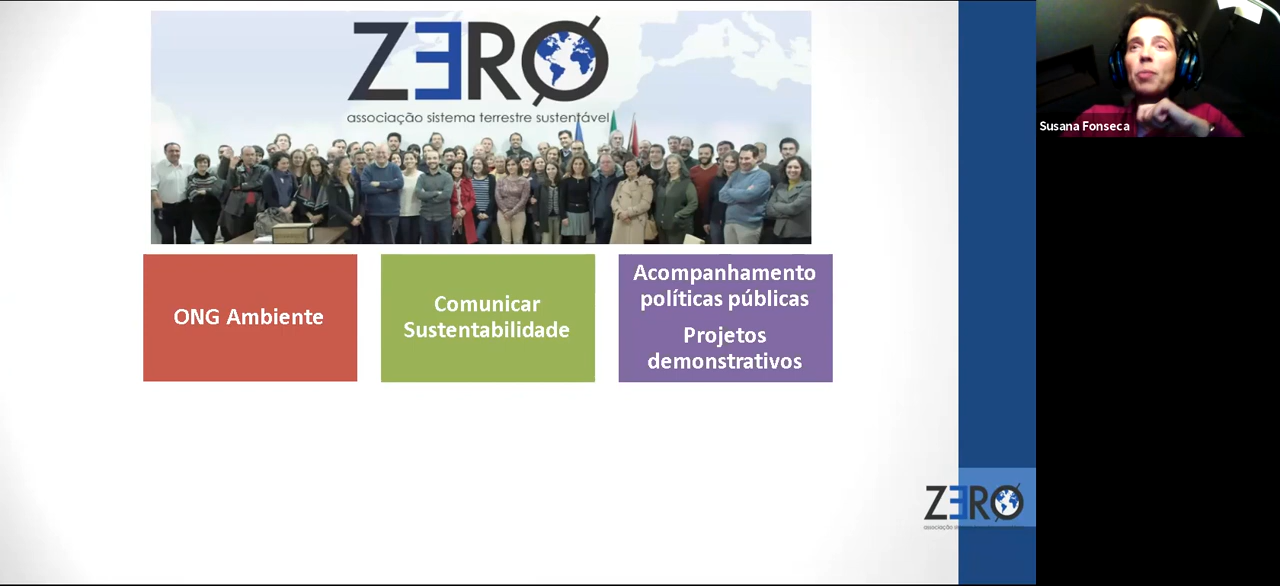 ZERO
associação sistema terrestre sustentável
Susana Fonseca
ONG Ambiente
Comunicar
Sustentabilidade
Acompanhamento
políticas públicas
Projetos
demonstrativos
ZERO